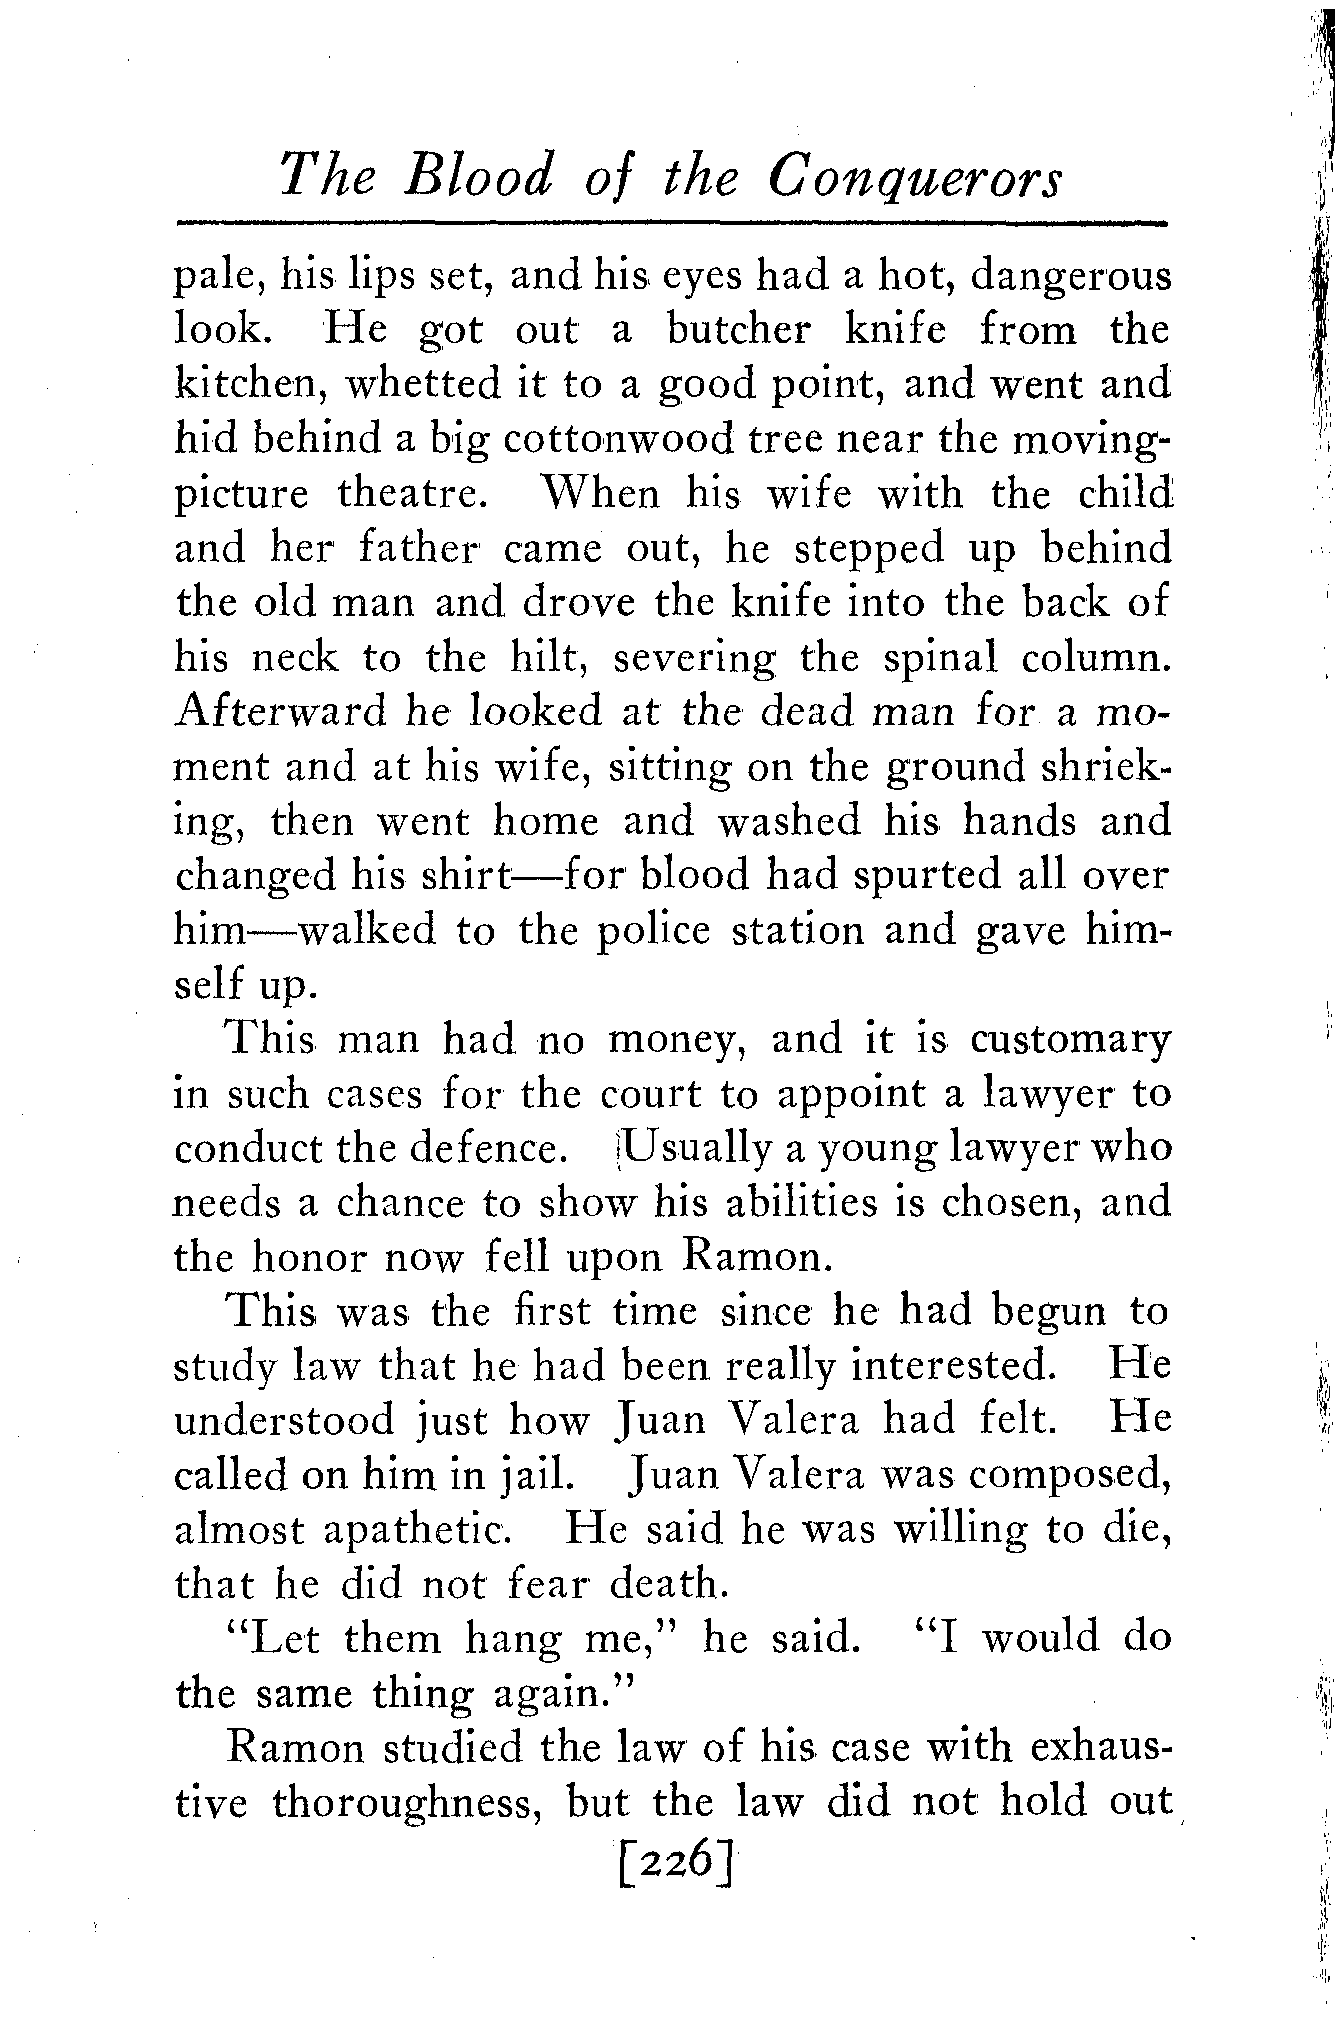 The Blood of the Conquerors
pale, his lips set, and his eyes had a hot, dangerous
look. He got out a butcher knife from the
kitchen, whetted it to a good point, and went and
hid behind a big cottonwood tree near the moving-
picture theatre. When his wife with the child
and her father came out, he stepped up behind
the old man and drove the knife into the back of
his neck to the hilt, severing the spinal column.
Afterward he looked at the dead man for a mo-
ment and at his wife, sitting on the ground shriek-
ing, then went home and washed his hands and
changed his shirt—for blood had spurted all over
him—walked to the police station and gave him-
self up.
This man had no money, and it is customary
in such cases for the court to appoint a lawyer to
conduct the defence. Usually a young lawyer who
needs a chance to show his abilities is chosen, and
the honor now fell upon Ramon.
This was the first time since he had begun to
study law that he had been really interested. He
understood just how Juan Valera had felt. He
called on him in jail. Juan Valera was composed,
almost apathetic. He said he was willing to die,
that he did not fear death.
"Let them hang me," he said. "I would do
the same thing again."
Ramon studied the law of his case with exhaus-
tive thoroughness, but the law did not hold out
[226]